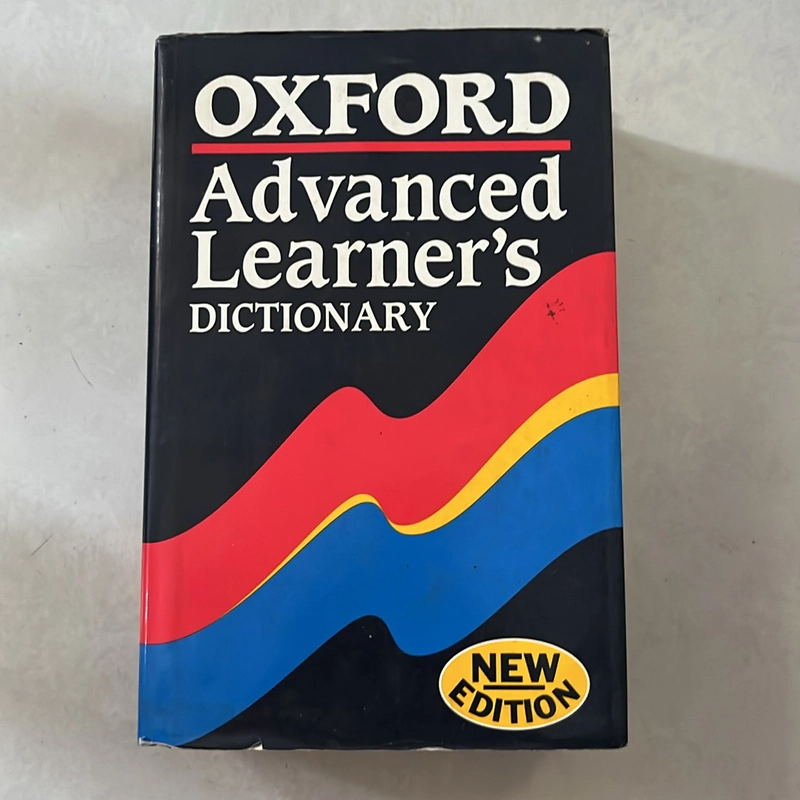 OXFORD
Advanced
Learner's
DICTIONARY
NEW
EDITION